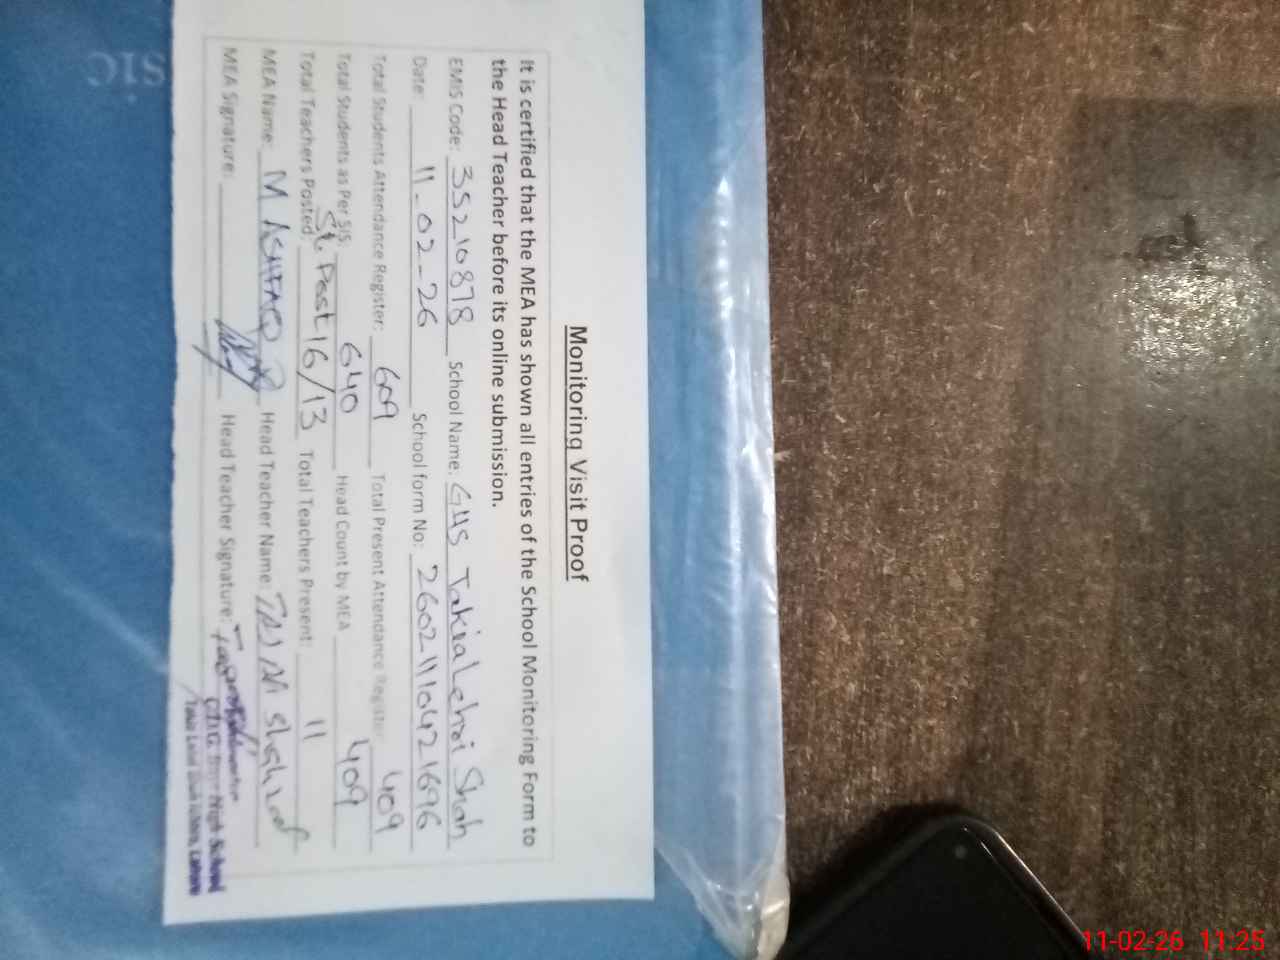 Monitoring Visit Proof
It is certified that the MEA has shown all entries of the School Monitoring Form to
the Head Teacher before its online submission.
EMIS Code: 35210878 School Name: GHS Takia Lehri Shah
Date: 11-02-26 School form No: 26021110421696
Total Students Attendance Register: 609 Total Present Attendance Register 409
Total Students as Per SIS: 640 Head Count by MEA 409
Total Teachers Posted: St. Post 16/13 Total Teachers Present: 11
MEA Name: M ASHFAQ Head Teacher Name:
MEA Signature: Head Teacher Signature:
High School
Lahore
SIC
11-02-26 11:25